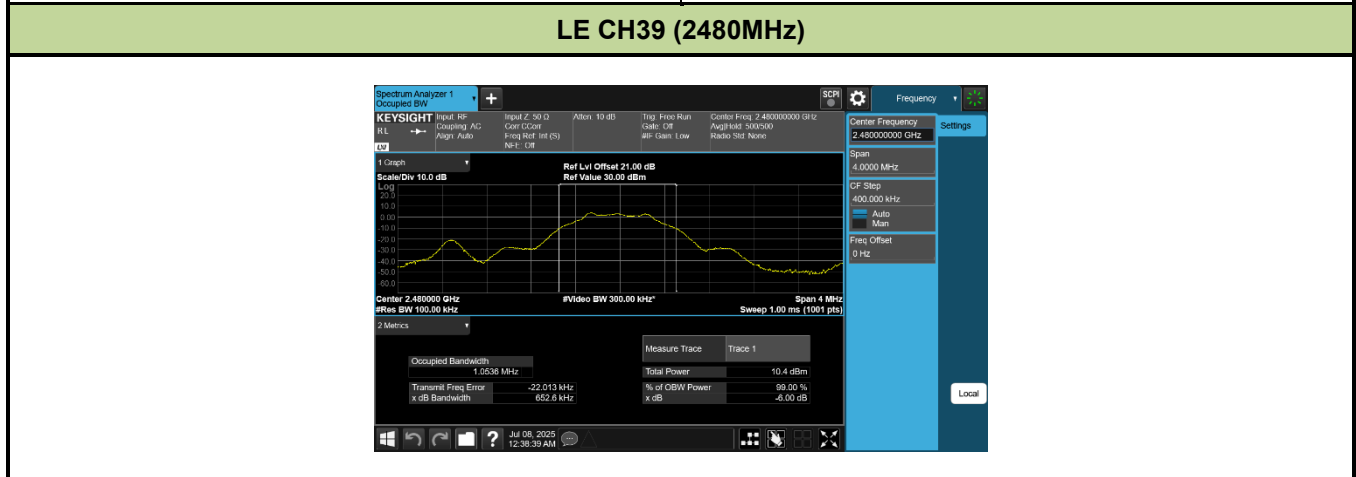 LE CH39 (2480MHz)
Spectrum Analyzer 1
Occupied BW
+
SCPI
Frequency
KEYSIGHT
RL
Input: RF
Coupling: AC
Align: Auto
Input Z: 50 Ω
Corr CCorr
Freq Ref: Int (S)
NFE: Off
Atten: 10 dB
Trig: Free Run
Gate: Off
#IF Gain: Low
Center Freq: 2.480000000 GHz
Avg|Hold: 500/500
Radio Std: None
Center Frequency
2.480000000 GHz
Settings
Span
4.0000 MHz
CF Step
400.000 kHz
Auto
Man
Freq Offset
0 Hz
1 Graph
Scale/Div 10.0 dB
Ref Lvl Offset 21.00 dB
Ref Value 30.00 dBm
Log
20.0
10.0
0.00
-10.0
-20.0
-30.0
-40.0
-50.0
-60.0
Center 2.480000 GHz
#Res BW 100.00 kHz
#Video BW 300.00 kHz*
Span 4 MHz
Sweep 1.00 ms (1001 pts)
2 Metrics
Measure Trace Trace 1
Occupied Bandwidth
1.0536 MHz
Total Power 10.4 dBm
Transmit Freq Error -22.013 kHz
% of OBW Power 99.00 %
x dB Bandwidth 652.6 kHz
x dB -6.00 dB
Local
?
Jul 08, 2025
12:38:39 AM